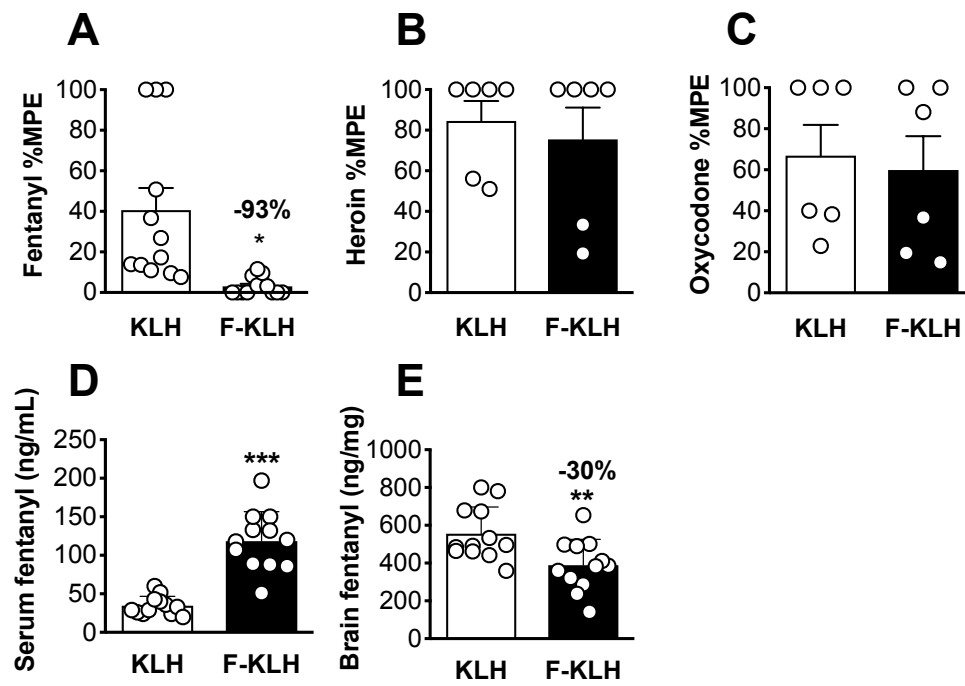 A
B
C
Fentanyl %MPE
100
80
60
40
20
0
-93%
*
KLH
F-KLH
Heroin %MPE
100
80
60
40
20
0
KLH
F-KLH
Oxycodone %MPE
100
80
60
40
20
0
KLH
F-KLH
D
E
Serum fentanyl (ng/mL)
250
200
150
100
50
0
***
KLH
F-KLH
Brain fentanyl (ng/mg)
1000
800
600
400
200
0
-30%
**
KLH
F-KLH